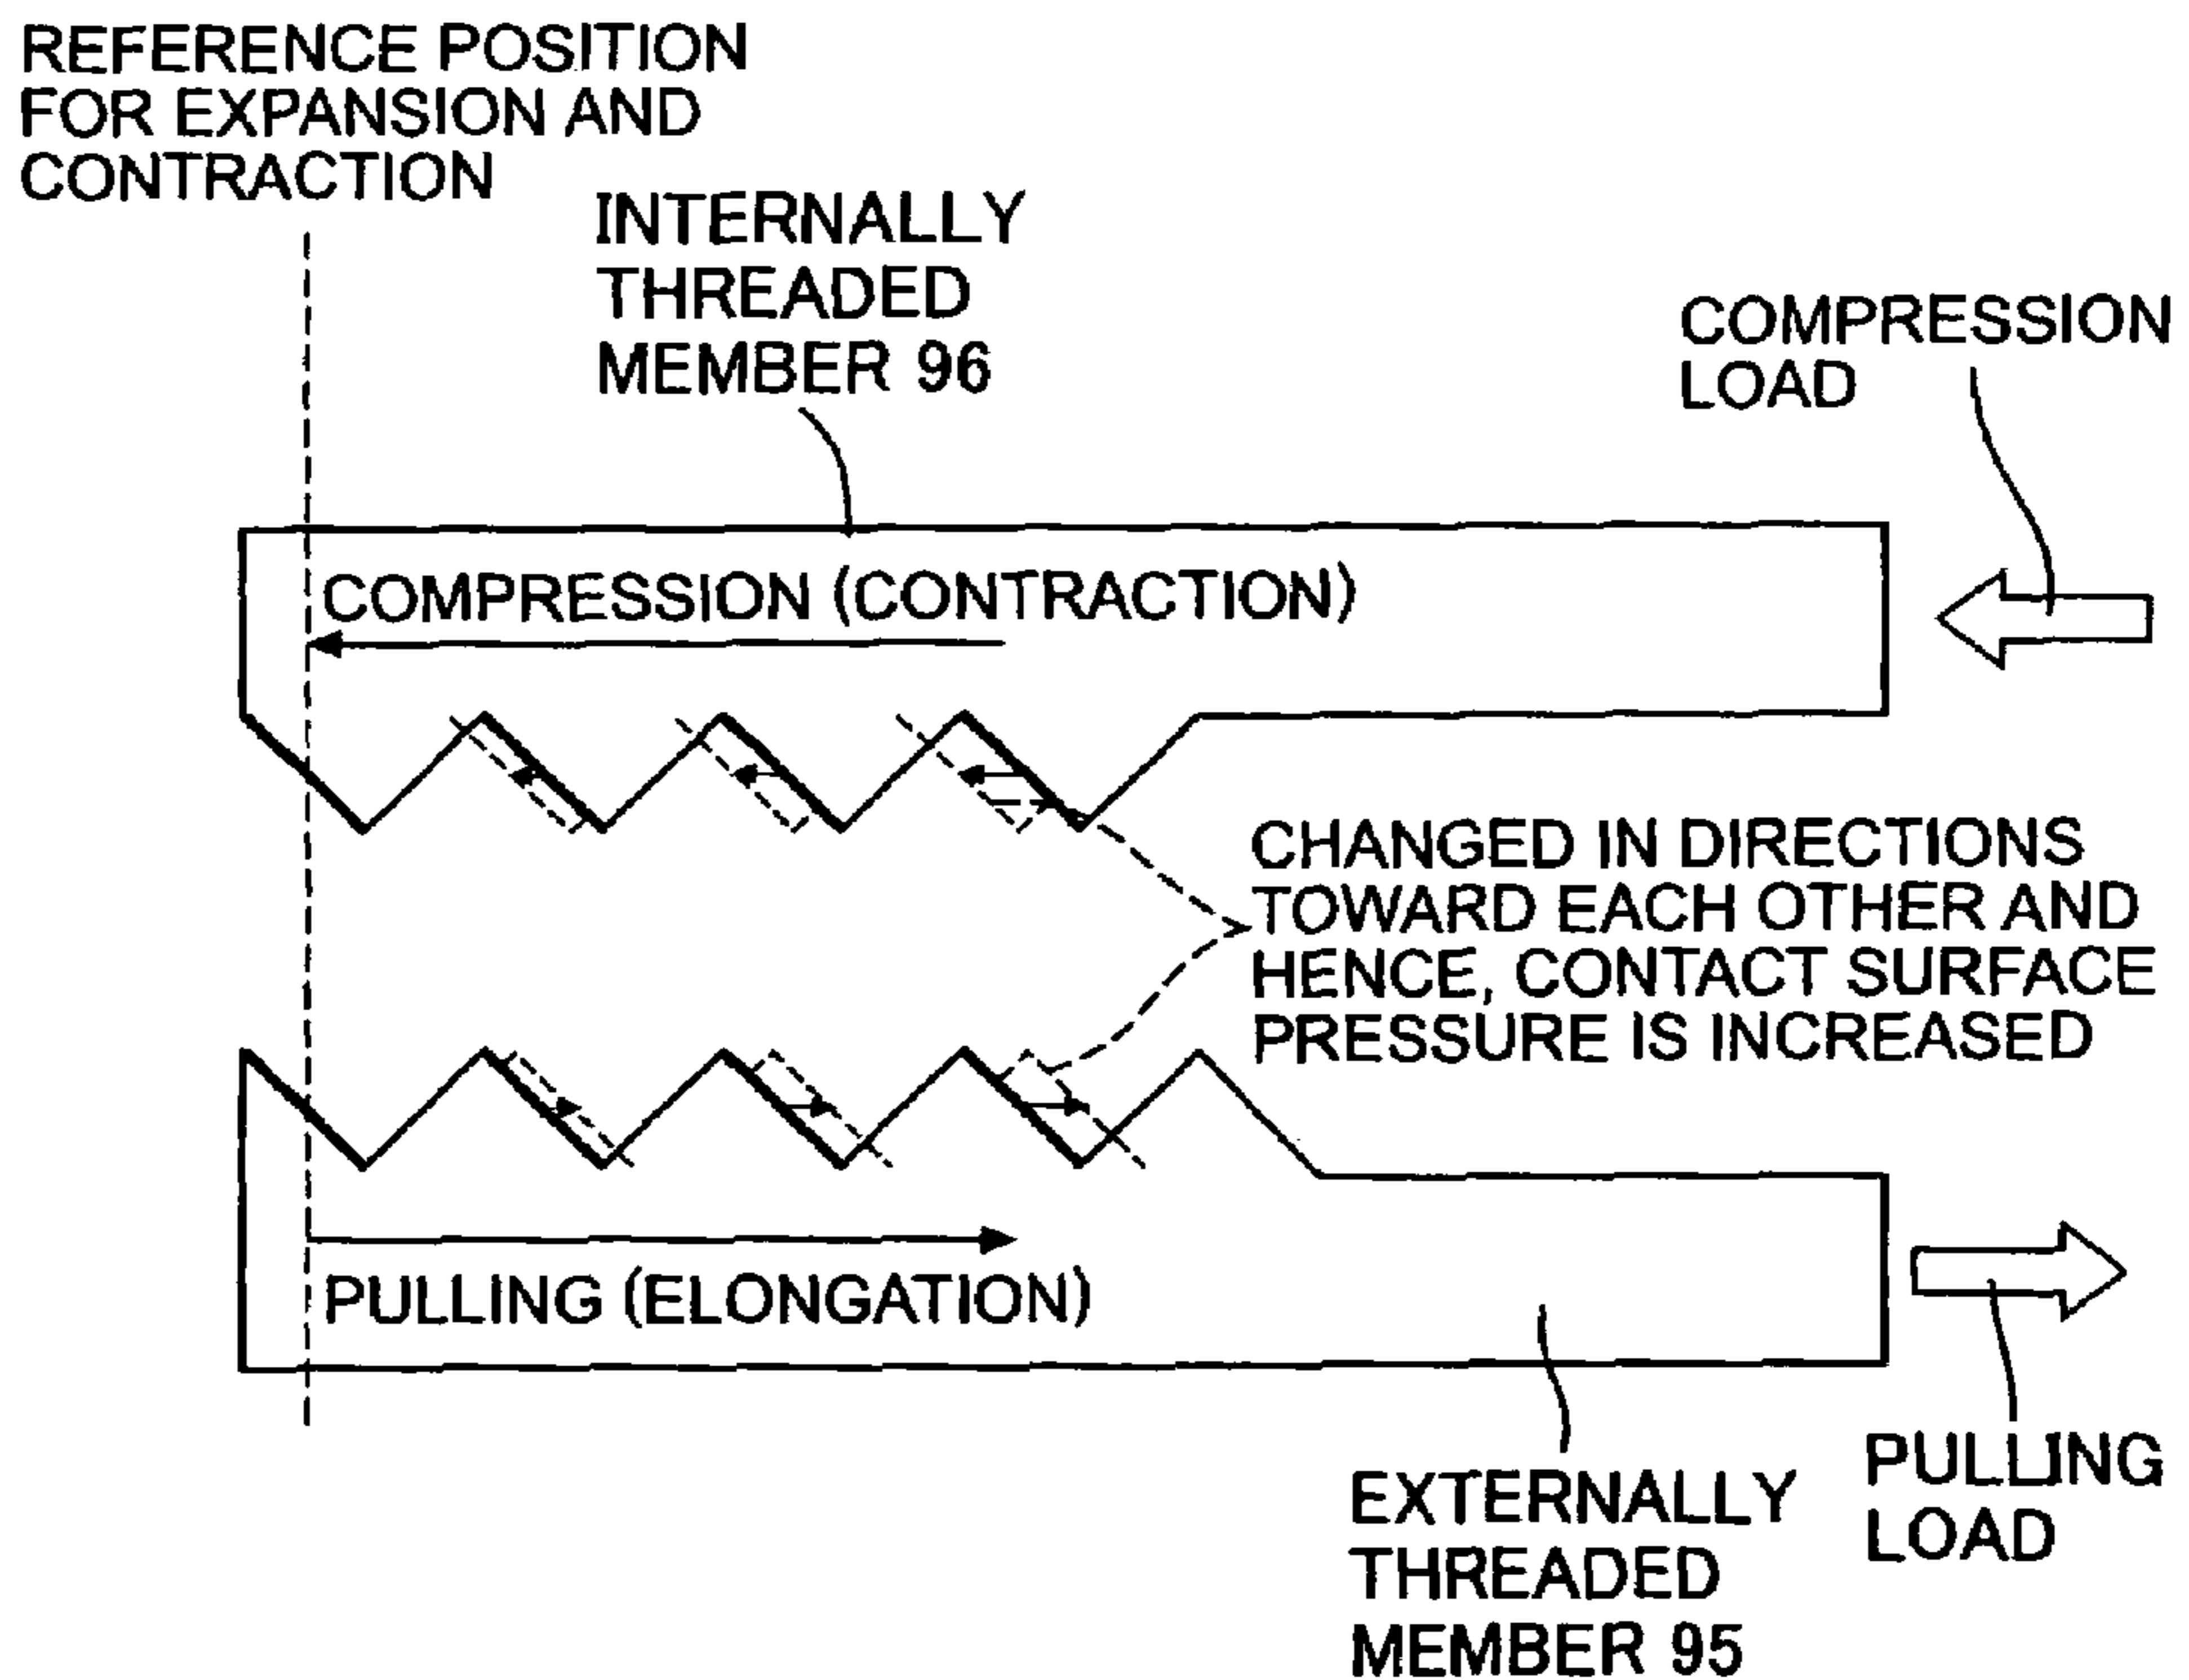 REFERENCE POSITION
FOR EXPANSION AND
CONTRACTION
INTERNALLY
THREADED
MEMBER 96
COMPRESSION
LOAD
COMPRESSION (CONTRACTION)
CHANGED IN DIRECTIONS
TOWARD EACH OTHER AND
HENCE, CONTACT SURFACE
PRESSURE IS INCREASED
PULLING (ELONGATION)
EXTERNALLY
THREADED
MEMBER 95
PULLING
LOAD